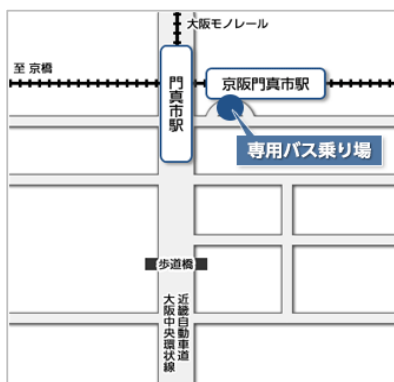 大阪モノレール
至 京橋
門真市駅
京阪門真市駅
専用バス乗り場
歩道橋
近畿自動車道
大阪中央環状線